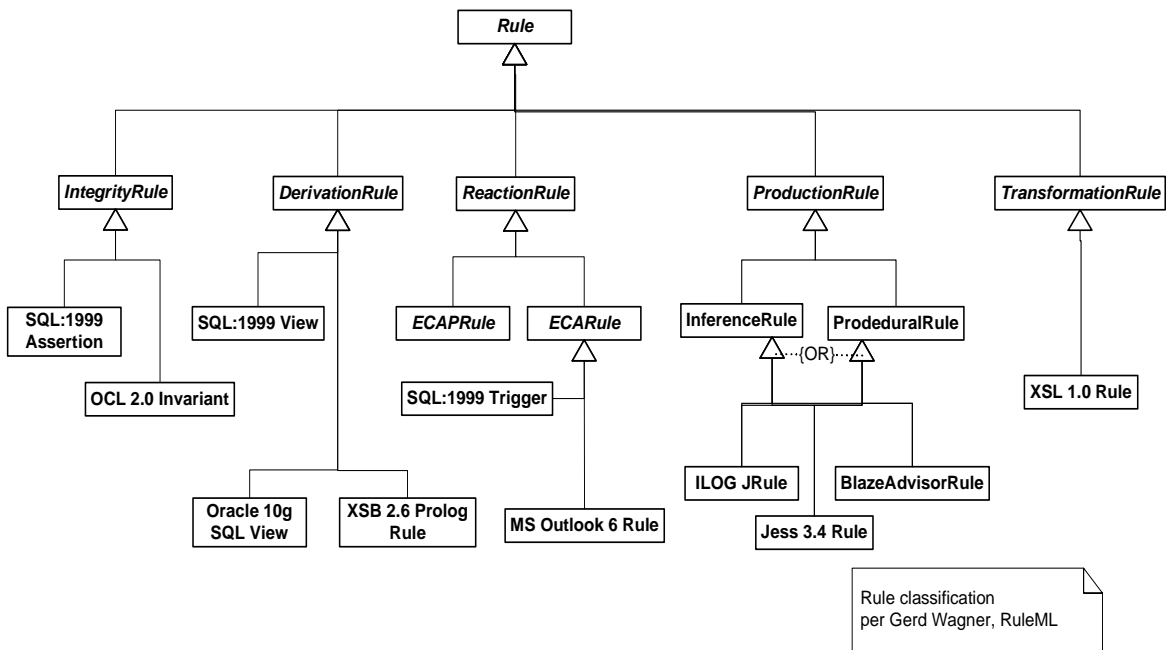 Rule
IntegrityRule
DerivationRule
ReactionRule
ProductionRule
TransformationRule
SQL:1999
Assertion
SQL:1999 View
ECAPRule
ECARule
InferenceRule
ProdeduralRule
{OR}
OCL 2.0 Invariant
SQL:1999 Trigger
XSL 1.0 Rule
Oracle 10g
SQL View
XSB 2.6 Prolog
Rule
MS Outlook 6 Rule
ILOG JRule
BlazeAdvisorRule
Jess 3.4 Rule
Rule classification
per Gerd Wagner, RuleML